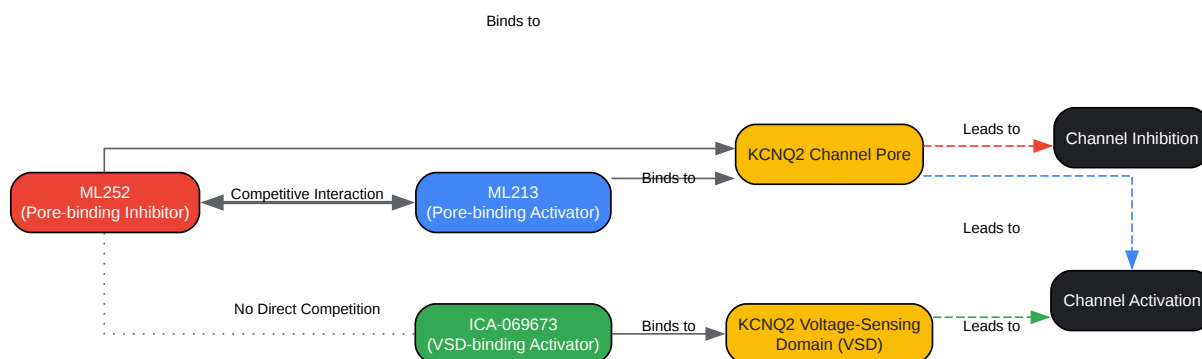 Binds to
Leads to
Channel Inhibition
KCNQ2 Channel Pore
ML252
(Pore-binding Inhibitor)
Competitive Interaction
ML213
(Pore-binding Activator)
Binds to
Leads to
Channel Activation
No Direct Competition
ICA-069673
(VSD-binding Activator)
Binds to
KCNQ2 Voltage-Sensing
Domain (VSD)
Leads to